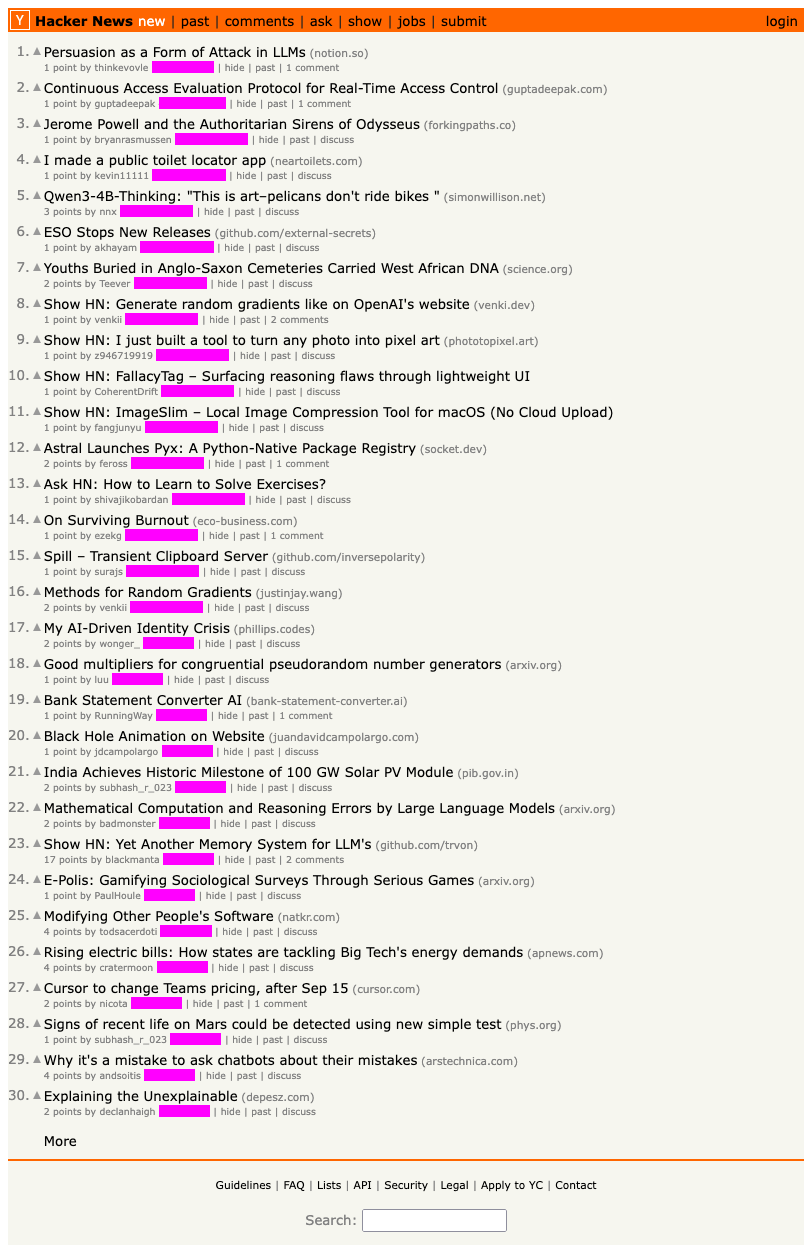 Y Hacker News new | past | comments | ask | show | jobs | submit login
1. Persuasion as a Form of Attack in LLMs (notion.so)
1 point by thinkevovle | hide | past | 1 comment
2. Continuous Access Evaluation Protocol for Real-Time Access Control (guptadeepak.com)
1 point by guptadeepak | hide | past | 1 comment
3. Jerome Powell and the Authoritarian Sirens of Odysseus (forkingpaths.co)
1 point by bryanrasmussen | hide | past | discuss
4. I made a public toilet locator app (neartoilets.com)
1 point by kevin11111 | hide | past | discuss
5. Qwen3-4B-Thinking: "This is art–pelicans don't ride bikes " (simonwillison.net)
3 points by nnx | hide | past | discuss
6. ESO Stops New Releases (github.com/external-secrets)
1 point by akhayam | hide | past | discuss
7. Youths Buried in Anglo-Saxon Cemeteries Carried West African DNA (science.org)
2 points by Teever | hide | past | discuss
8. Show HN: Generate random gradients like on OpenAI's website (venki.dev)
1 point by venkii | hide | past | 2 comments
9. Show HN: I just built a tool to turn any photo into pixel art (phototopixel.art)
1 point by z946719919 | hide | past | discuss
10. Show HN: FallacyTag – Surfacing reasoning flaws through lightweight UI
1 point by CoherentDrift | hide | past | discuss
11. Show HN: ImageSlim – Local Image Compression Tool for macOS (No Cloud Upload)
1 point by fangjunyu | hide | past | discuss
12. Astral Launches Pyx: A Python-Native Package Registry (socket.dev)
2 points by feross | hide | past | 1 comment
13. Ask HN: How to Learn to Solve Exercises?
1 point by shivajikobardan | hide | past | discuss
14. On Surviving Burnout (eco-business.com)
1 point by ezekg | hide | past | 1 comment
15. Spill – Transient Clipboard Server (github.com/inversepolarity)
1 point by surajs | hide | past | discuss
16. Methods for Random Gradients (justinjay.wang)
2 points by venkii | hide | past | discuss
17. My AI-Driven Identity Crisis (phillips.codes)
2 points by wonger_ | hide | past | discuss
18. Good multipliers for congruential pseudorandom number generators (arxiv.org)
1 point by luu | hide | past | discuss
19. Bank Statement Converter AI (bank-statement-converter.ai)
1 point by RunningWay | hide | past | 1 comment
20. Black Hole Animation on Website (juandavidcampolargo.com)
1 point by jdcampolargo | hide | past | discuss
21. India Achieves Historic Milestone of 100 GW Solar PV Module (pib.gov.in)
2 points by subhash_r_023 | hide | past | discuss
22. Mathematical Computation and Reasoning Errors by Large Language Models (arxiv.org)
2 points by badmonster | hide | past | discuss
23. Show HN: Yet Another Memory System for LLM's (github.com/trvon)
17 points by blackmanta | hide | past | 2 comments
24. E-Polis: Gamifying Sociological Surveys Through Serious Games (arxiv.org)
1 point by PaulHoule | hide | past | discuss
25. Modifying Other People's Software (natkr.com)
4 points by todsacerdoti | hide | past | discuss
26. Rising electric bills: How states are tackling Big Tech's energy demands (apnews.com)
4 points by cratermoon | hide | past | discuss
27. Cursor to change Teams pricing, after Sep 15 (cursor.com)
2 points by nicota | hide | past | 1 comment
28. Signs of recent life on Mars could be detected using new simple test (phys.org)
1 point by subhash_r_023 | hide | past | discuss
29. Why it's a mistake to ask chatbots about their mistakes (arstechnica.com)
4 points by andsoitis | hide | past | discuss
30. Explaining the Unexplainable (depesz.com)
2 points by declanhaigh | hide | past | discuss
More
Guidelines | FAQ | Lists | API | Security | Legal | Apply to YC | Contact
Search: